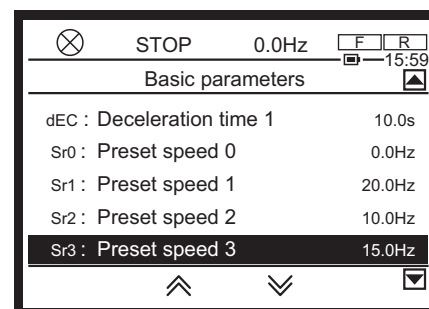 STOP 0.0Hz F R
15:59
Basic parameters
dEC : Deceleration time 1 10.0s
Sr0 : Preset speed 0 0.0Hz
Sr1 : Preset speed 1 20.0Hz
Sr2 : Preset speed 2 10.0Hz
Sr3 : Preset speed 3 15.0Hz